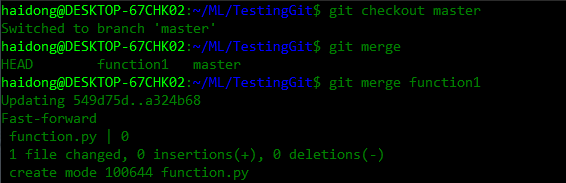 haidong@DESKTOP-67CHK02:~/ML/TestingGit$ git checkout master
Switched to branch 'master'
haidong@DESKTOP-67CHK02:~/ML/TestingGit$ git merge
HEAD        function1   master
haidong@DESKTOP-67CHK02:~/ML/TestingGit$ git merge function1
Updating 549d75d..a324b68
Fast-forward
 function.py | 0
 1 file changed, 0 insertions(+), 0 deletions(-)
 create mode 100644 function.py